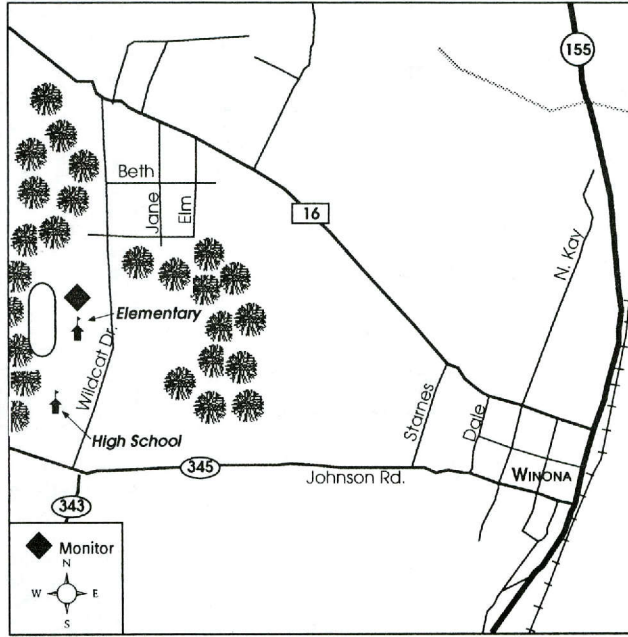 155
Beth
Jane
Elm
16
N. Kay
Elementary
Wildcat Dr.
Starnes
Dale
High School
345
Johnson Rd.
WINONA
343
Monitor
N
W E
S